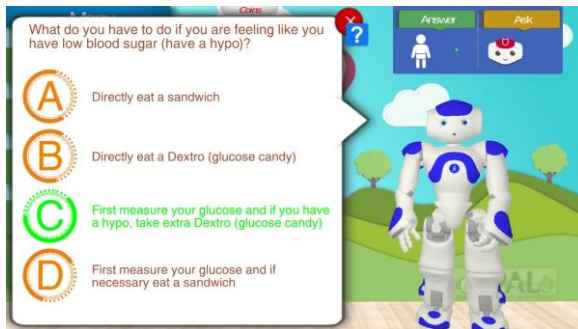 Coins
Answer
Ask
What do you have to do if you are feeling like you
have low blood sugar (have a hypo)?
?
A
Directly eat a sandwich
B
Directly eat a Dextro (glucose candy)
C
First measure your glucose and if you have
a hypo, take extra Dextro (glucose candy)
D
First measure your glucose and if
necessary eat a sandwich
PAL